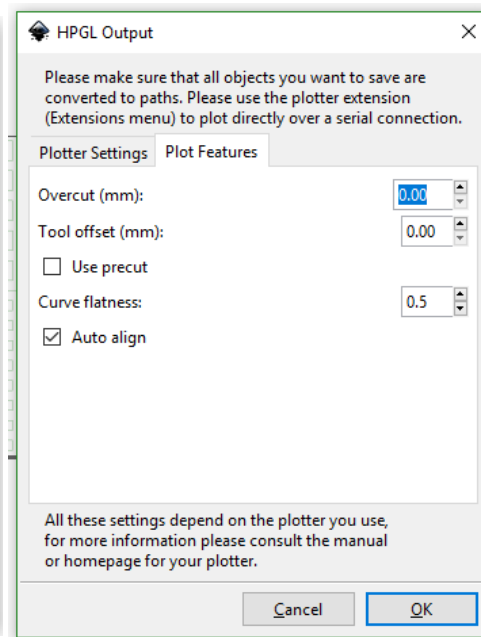 HPGL Output
Please make sure that all objects you want to save are
converted to paths. Please use the plotter extension
(Extensions menu) to plot directly over a serial connection.
Plotter Settings Plot Features
Overcut (mm): 0.00
Tool offset (mm): 0.00
Use precut
Curve flatness: 0.5
Auto align
All these settings depend on the plotter you use,
for more information please consult the manual
or homepage for your plotter.
Cancel OK